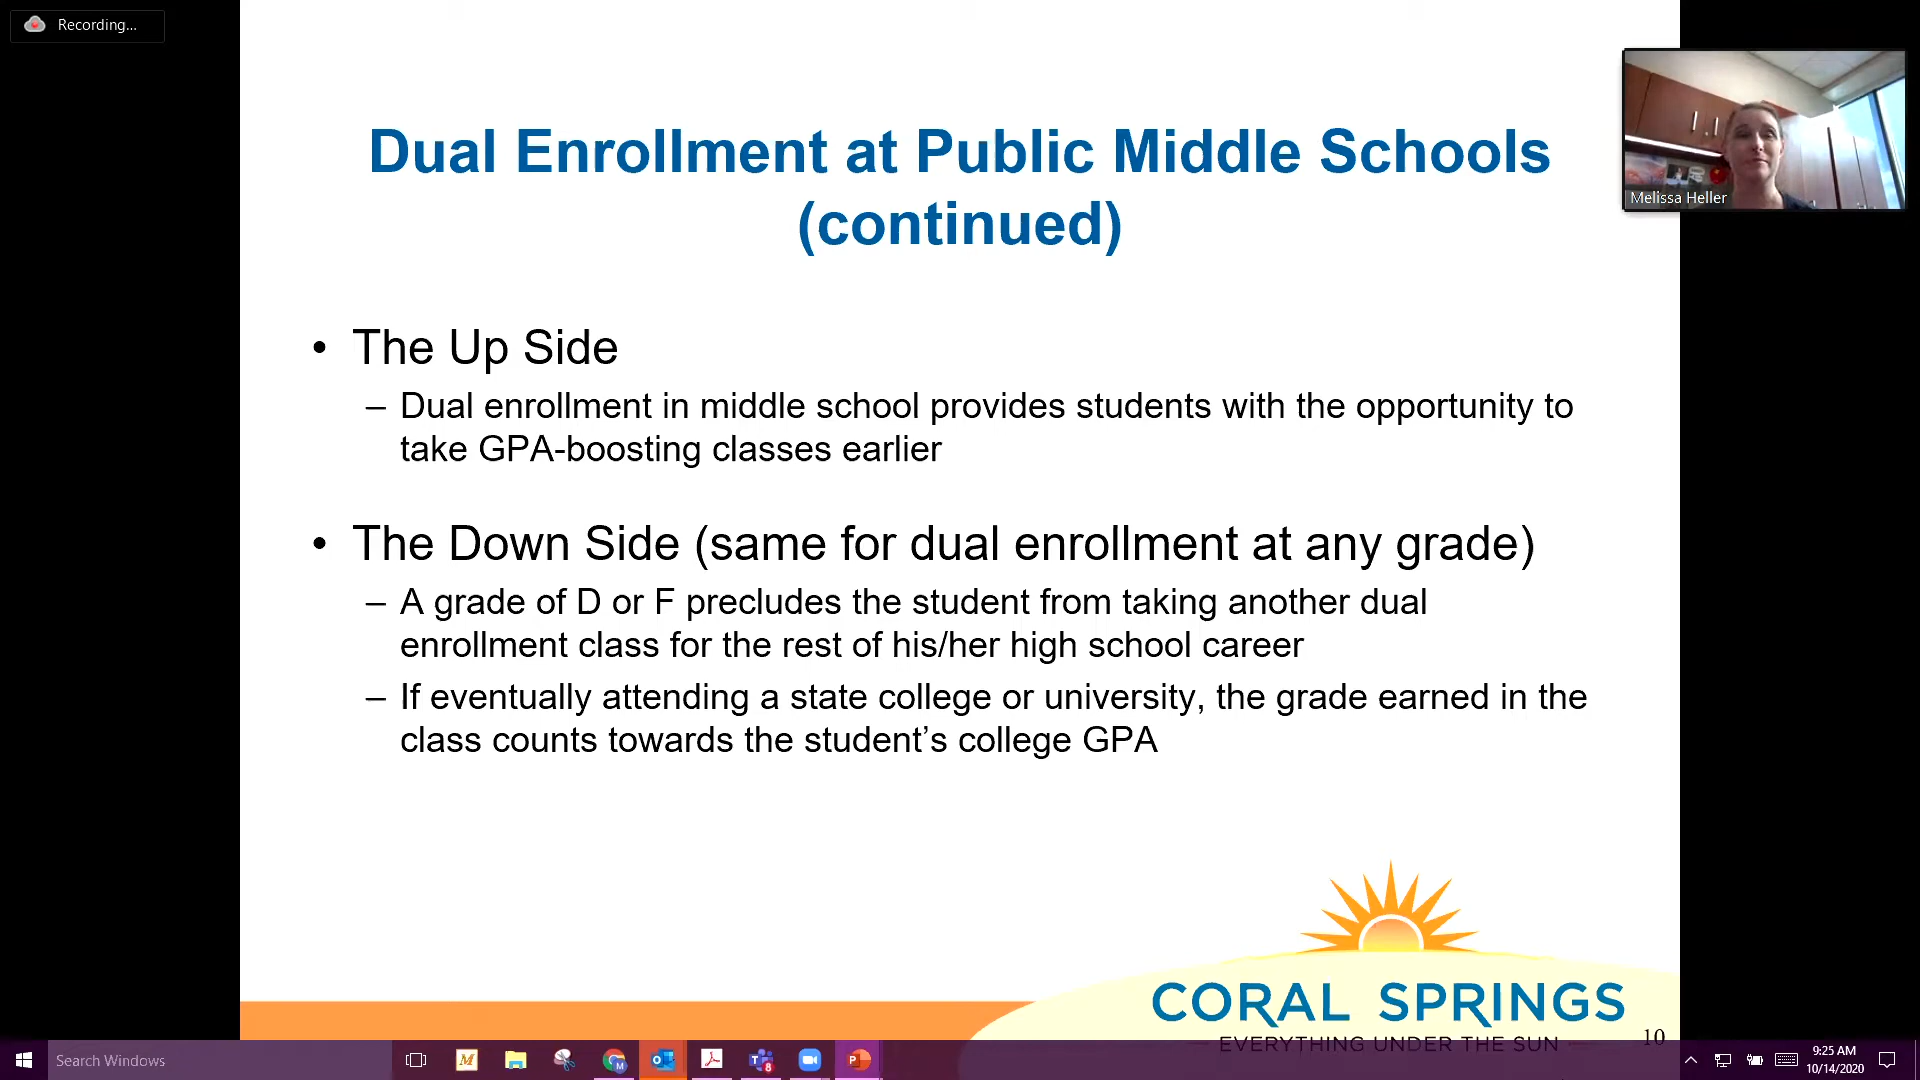 Recording...
Dual Enrollment at Public Middle Schools
(continued)
Melissa Heller
• The Up Side
– Dual enrollment in middle school provides students with the opportunity to
take GPA-boosting classes earlier
• The Down Side (same for dual enrollment at any grade)
– A grade of D or F precludes the student from taking another dual
enrollment class for the rest of his/her high school career
– If eventually attending a state college or university, the grade earned in the
class counts towards the student’s college GPA
CORAL SPRINGS
EVERYTHING UNDER THE SUN
10
Search Windows
9:25 AM
10/14/2020